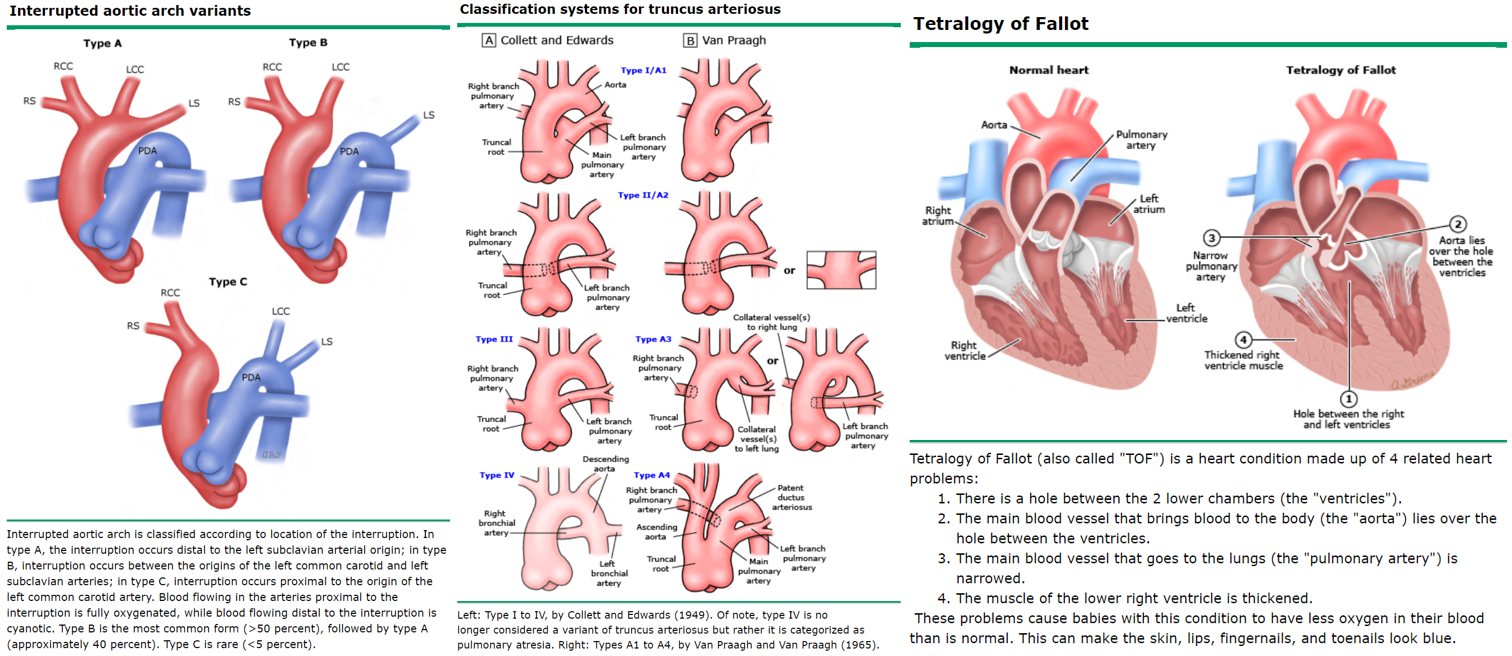 Interrupted aortic arch variants
Type A
RCC
LCC
RS
LS
PDA
Type B
RCC
LCC
RS
LS
PDA
Type C
RCC
LCC
RS
LS
PDA
Interrupted aortic arch is classified according to location of the interruption. In
type A, the interruption occurs distal to the left subclavian arterial origin; in type
B, interruption occurs between the origins of the left common carotid and left
subclavian arteries; in type C, interruption occurs proximal to the origin of the
left common carotid artery. Blood flowing in the arteries proximal to the
interruption is fully oxygenated, while blood flowing distal to the interruption is
cyanotic. Type B is the most common form (>50 percent), followed by type A
(approximately 40 percent). Type C is rare (<5 percent).
Classification systems for truncus arteriosus
A Collett and Edwards
B Van Praagh
Type I/A1
Right branch
pulmonary
artery
Aorta
Truncal
root
Left branch
pulmonary
artery
Main
pulmonary
artery
Type II/A2
Right branch
pulmonary
artery
Truncal
root
Left branch
pulmonary
artery
or
Type III
Right branch
pulmonary
artery
Truncal
root
Left branch
pulmonary
artery
Type A3
Right branch
pulmonary
artery
Truncal
root
Collateral
vessel(s)
to left lung
or
Collateral vessel(s)
to right lung
Left branch
pulmonary
artery
Type IV
Descending
aorta
Right
bronchial
artery
Left
bronchial
artery
Type A4
Right branch
pulmonary
artery
Ascending
aorta
Truncal
root
Patent
ductus
arteriosus
Left branch
pulmonary
artery
Main
pulmonary
artery
Left: Type I to IV, by Collett and Edwards (1949). Of note, type IV is no
longer considered a variant of truncus arteriosus but rather it is categorized as
pulmonary atresia. Right: Types A1 to A4, by Van Praagh and Van Praagh (1965).
Tetralogy of Fallot
Normal heart
Aorta
Pulmonary
artery
Right
atrium
Left
atrium
Left
ventricle
Right
ventricle
Tetralogy of Fallot
3
Narrow
pulmonary
artery
2
Aorta lies
over the hole
between the
ventricles
4
Thickened right
ventricle muscle
1
Hole between the right
and left ventricles
Tetralogy of Fallot (also called "TOF") is a heart condition made up of 4 related heart
problems:
1. There is a hole between the 2 lower chambers (the "ventricles").
2. The main blood vessel that brings blood to the body (the "aorta") lies over the
hole between the ventricles.
3. The main blood vessel that goes to the lungs (the "pulmonary artery") is
narrowed.
4. The muscle of the lower right ventricle is thickened.
These problems cause babies with this condition to have less oxygen in their blood
than is normal. This can make the skin, lips, fingernails, and toenails look blue.